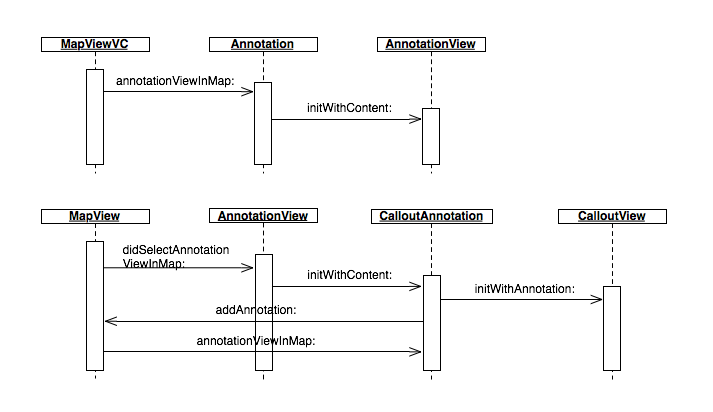 MapViewVC
Annotation
AnnotationView
annotationViewInMap:
initWithContent:
MapView
AnnotationView
CalloutAnnotation
CalloutView
didSelectAnnotation
ViewInMap:
initWithContent:
initWithAnnotation:
addAnnotation:
annotationViewInMap: